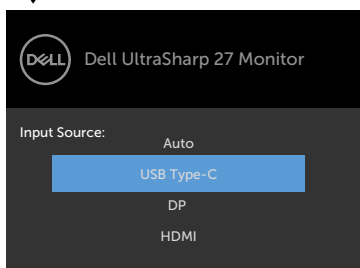 DELL
Dell UltraSharp 27 Monitor
Input Source:
Auto
USB Type-C
DP
HDMI